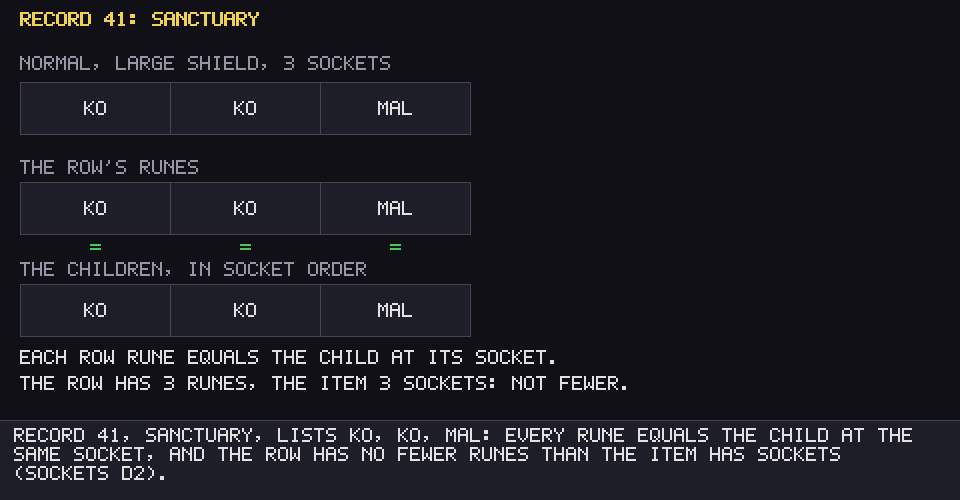 RECORD 41: SANCTUARY
NORMAL, LARGE SHIELD, 3 SOCKETS
KO KO MAL
THE ROW'S RUNES
KO KO MAL
= = =
THE CHILDREN, IN SOCKET ORDER
KO KO MAL
EACH ROW RUNE EQUALS THE CHILD AT ITS SOCKET.
THE ROW HAS 3 RUNES, THE ITEM 3 SOCKETS: NOT FEWER.
RECORD 41, SANCTUARY, LISTS KO, KO, MAL: EVERY RUNE EQUALS THE CHILD AT THE
SAME SOCKET, AND THE ROW HAS NO FEWER RUNES THAN THE ITEM HAS SOCKETS
(SOCKETS D2).